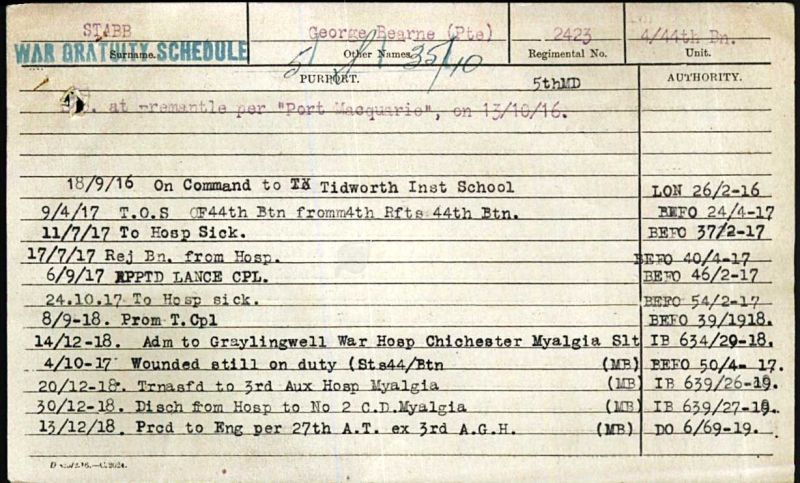 STABB George Hearne (Pte) 2423 4/44th Bn.
WAR GRATUITY SCHEDULE
Surname. Other Names. Regimental No. Unit.
35/40
PURPORT. 5thMD AUTHORITY.
at Fremantle per "Port Macquarie", on 13/10/16.
18/9/16 On Command to TX Tidworth Inst School LON 26/2-16
9/4/17 T.O.S OF44th Btn fromm4th Rfts 44th Btn. BEFO 24/4-17
11/7/17 To Hosp Sick. BEFO 37/2-17
17/7/17 Rej Bn. from Hosp. BEFO 40/4-17
6/9/17 APPTD LANCE CPL. BEFO 46/2-17
24.10.17 To Hosp sick. BEFO 54/2-17
8/9-18. Prom T.Cpl BEFO 39/1918.
14/12-18. Adm to Graylingwell War Hosp Chichester Myalgia Slt IB 634/29-18.
4/10-17 Wounded still on duty (Sts44/Btn (MB) BEFO 50/4- 17.
20/12-18. Trnasfd to 3rd Aux Hosp Myalgia (MB) IB 639/26-19.
30/12-18. Disch from Hosp to No 2 C.D.Myalgia (MB) IB 639/27-19.
13/12/18. Prcd to Eng per 27th A.T. ex 3rd A.G.H. (MB) DO 6/69-19.